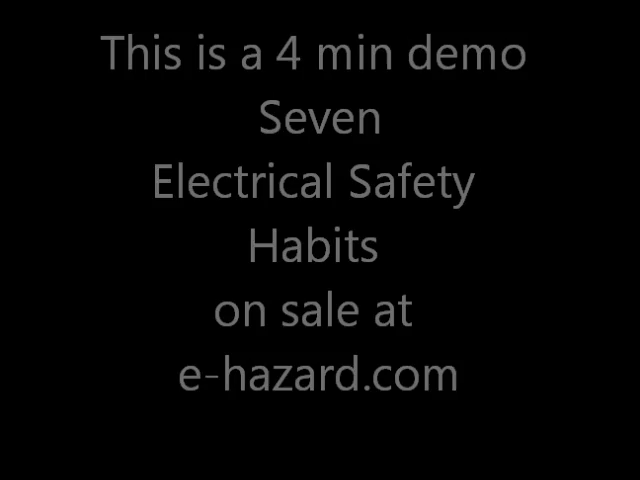 This is a 4 min demo
Seven
Electrical Safety
Habits
on sale at
e-hazard.com